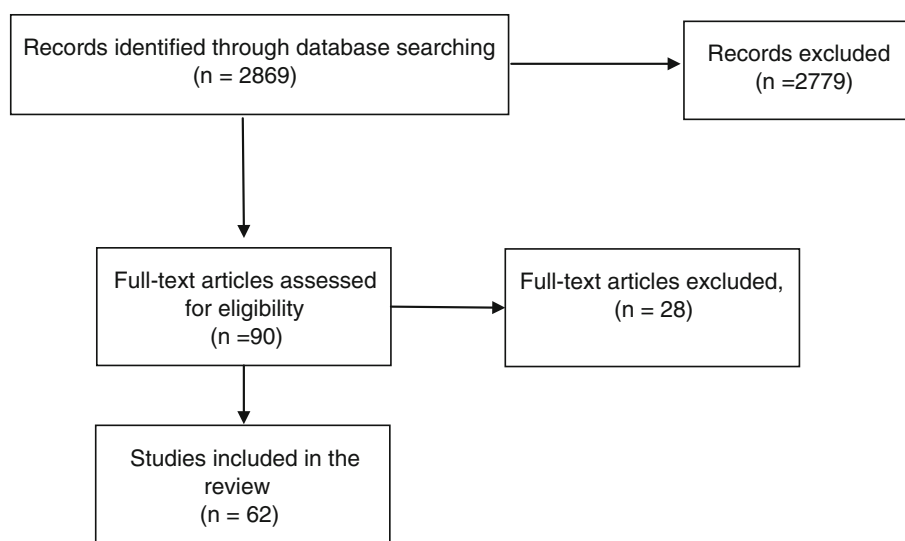 Records identified through database searching
(n = 2869)
Records excluded
(n =2779)
Full-text articles assessed
for eligibility
(n =90)
Full-text articles excluded,
(n = 28)
Studies included in the
review
(n = 62)